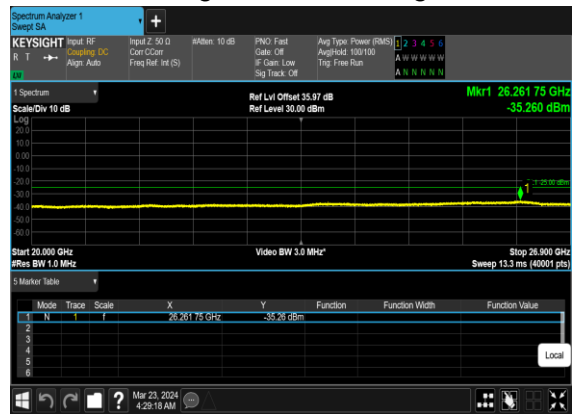 Spectrum Analyzer 1
Swept SA
+
KEYSIGHT Input: RF Input Z: 50 Ω #Atten: 10 dB PNO: Fast Avg Type: Power (RMS) 1 2 3 4 5 6
R T Coupling: DC Corr CCorr Gate: Off Avg|Hold: 100/100 A W W W W W
Align: Auto Freq Ref: Int (S) IF Gain: Low Trig: Free Run
LXI Sig Track: Off A N N N N N
1 Spectrum Ref Lvl Offset 35.97 dB Mkr1 26.261 75 GHz
Scale/Div 10 dB Ref Level 30.00 dBm -35.260 dBm
Log
20.0
10.0
0.00
-10.0
-20.0
1 -25.00 dBm
-30.0
-40.0
-50.0
-60.0
Start 20.000 GHz Video BW 3.0 MHz* Stop 26.900 GHz
#Res BW 1.0 MHz Sweep 13.3 ms (40001 pts)
5 Marker Table
Mode Trace Scale X Y Function Function Width Function Value
1 N 1 f 26.261 75 GHz -35.26 dBm
2
3
4
5
6
Local
? Mar 23, 2024
4:29:18 AM